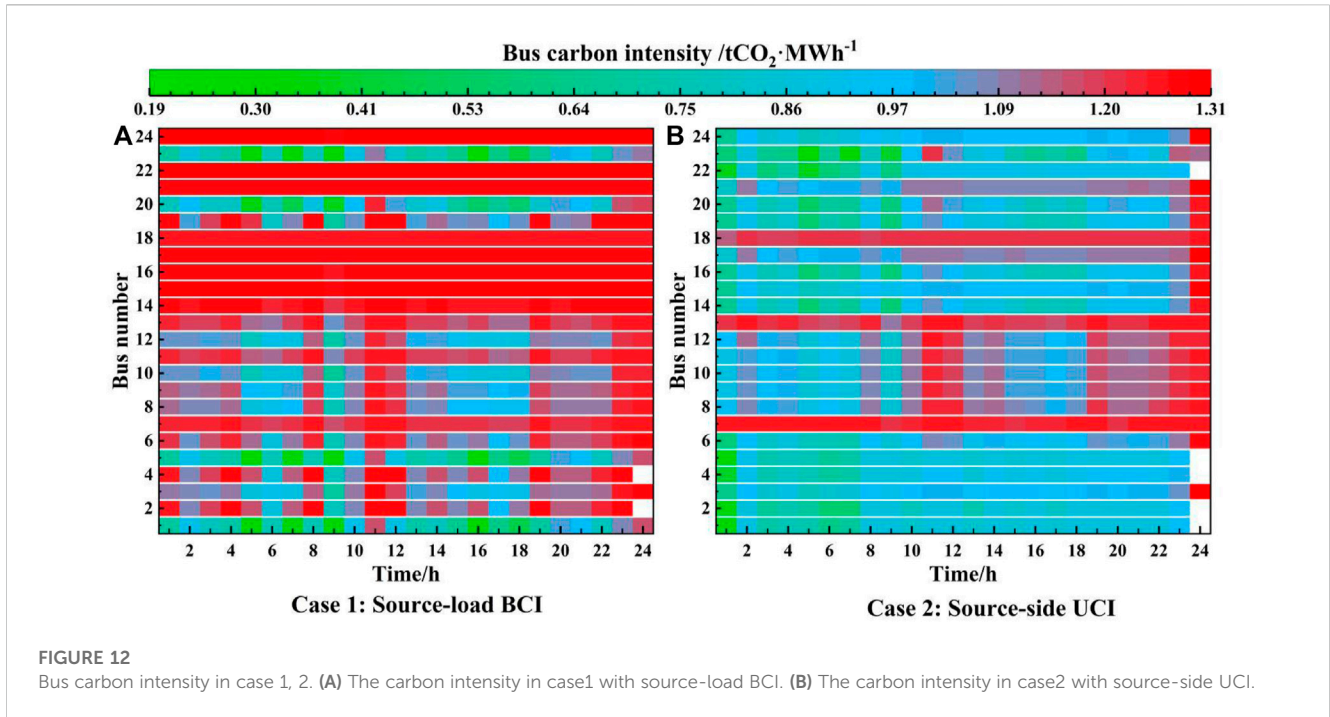 Bus carbon intensity /tCO₂·MWh⁻¹
0.19 0.30 0.41 0.53 0.64 0.75 0.86 0.97 1.09 1.20 1.31
A
Bus number
24
22
20
18
16
14
12
10
8
6
4
2
2 4 6 8 10 12 14 16 18 20 22 24
Time/h
Case 1: Source-load BCI
B
Bus number
24
22
20
18
16
14
12
10
8
6
4
2
2 4 6 8 10 12 14 16 18 20 22 24
Time/h
Case 2: Source-side UCI
FIGURE 12
Bus carbon intensity in case 1, 2. (A) The carbon intensity in case1 with source-load BCI. (B) The carbon intensity in case2 with source-side UCI.